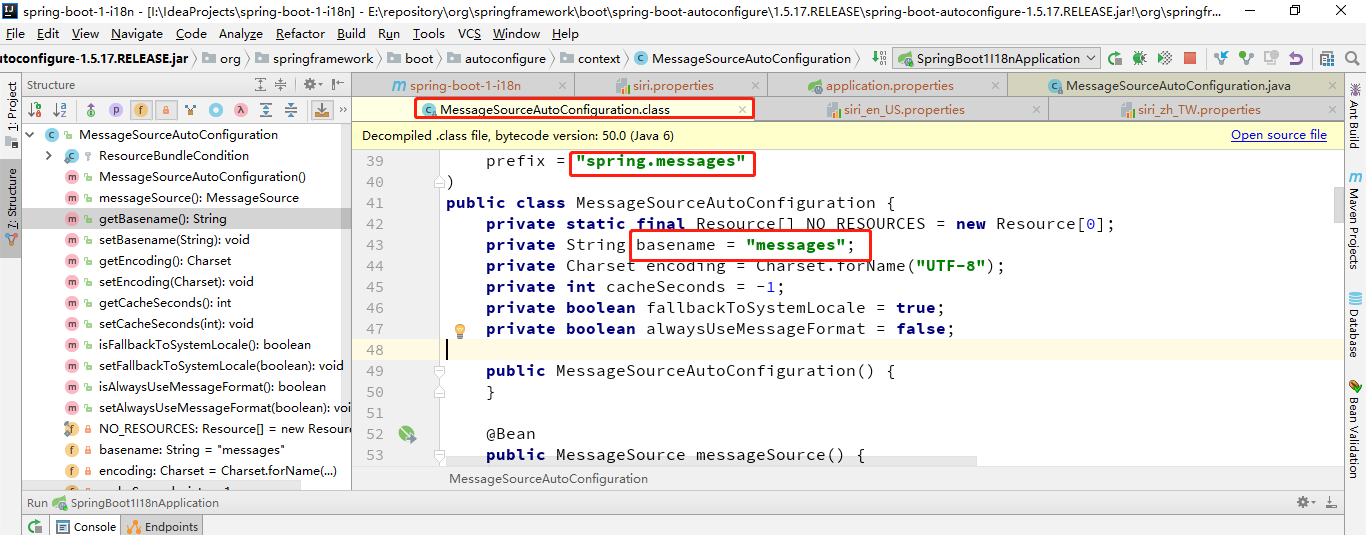 spring-boot-1-i18n - [I:\IdeaProjects\spring-boot-1-i18n] - E:\repository\org\springframework\boot\spring-boot-autoconfigure\1.5.17.RELEASE\spring-boot-autoconfigure-1.5.17.RELEASE.jar!\org\springfr...
File Edit View Navigate Code Analyze Refactor Build Run Tools VCS Window Help
utoconfigure-1.5.17.RELEASE.jar org springframework boot autoconfigure context MessageSourceAutoConfiguration SpringBoot1I18nApplication
Structure
spring-boot-1-i18n siri.properties application.properties MessageSourceAutoConfiguration.java
MessageSourceAutoConfiguration.class siri_en_US.properties siri_zh_TW.properties
Decompiled .class file, bytecode version: 50.0 (Java 6) Open source file
1: Project
7: Structure
MessageSourceAutoConfiguration
ResourceBundleCondition
MessageSourceAutoConfiguration()
messageSource(): MessageSource
getBasename(): String
setBasename(String): void
getEncoding(): Charset
setEncoding(Charset): void
getCacheSeconds(): int
setCacheSeconds(int): void
isFallbackToSystemLocale(): boolean
setFallbackToSystemLocale(boolean): void
isAlwaysUseMessageFormat(): boolean
setAlwaysUseMessageFormat(boolean): voi
NO_RESOURCES: Resource[] = new Resour
basename: String = "messages"
encoding: Charset = Charset.forName(...)
39 prefix = "spring.messages"
40 )
41 public class MessageSourceAutoConfiguration {
42 private static final Resource[] NO_RESOURCES = new Resource[0];
43 private String basename = "messages";
44 private Charset encoding = Charset.forName("UTF-8");
45 private int cacheSeconds = -1;
46 private boolean fallbackToSystemLocale = true;
47 private boolean alwaysUseMessageFormat = false;
48
49 public MessageSourceAutoConfiguration() {
50 }
51
52 @Bean
53 public MessageSource messageSource() {
MessageSourceAutoConfiguration
Ant Build
Maven Projects
Database
Bean Validation
Run SpringBoot1I18nApplication
Console Endpoints